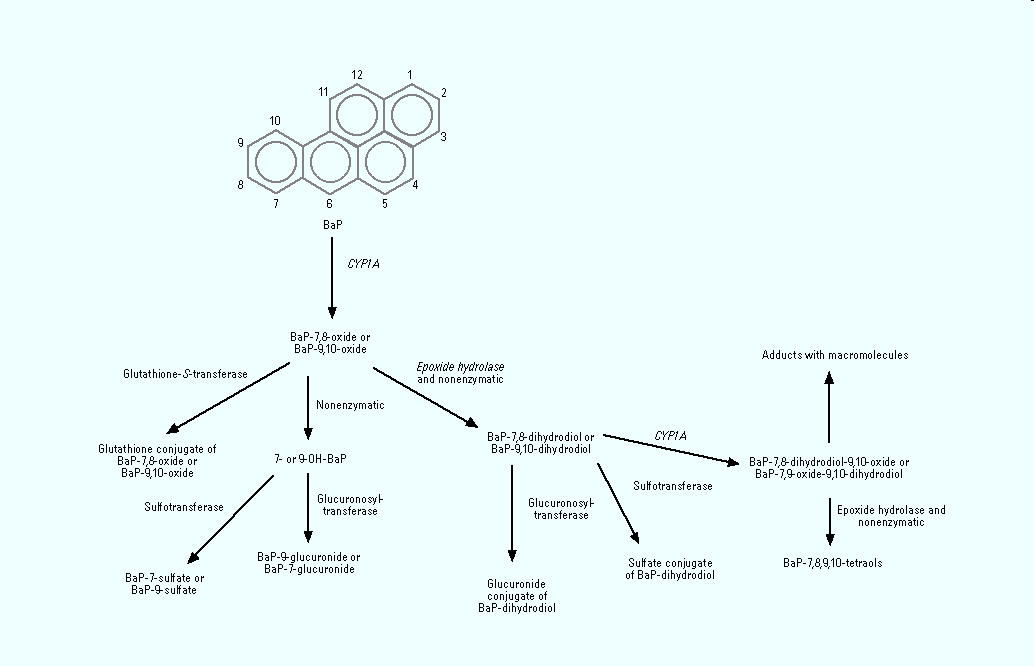 12
1
11
2
10
3
9
8
4
7
6
5
BaP
CYP1A
BaP-7,8-oxide or
BaP-9,10-oxide
Glutathione-S-transferase
Nonenzymatic
Epoxide hydrolase
and nonenzymatic
Adducts with macromolecules
Glutathione conjugate of
BaP-7,8-oxide or
BaP-9,10-oxide
7- or 9-OH-BaP
BaP-7,8-dihydrodiol or
BaP-9,10-dihydrodiol
CYP1A
BaP-7,8-dihydrodiol-9,10-oxide or
BaP-7,9-oxide-9,10-dihydrodiol
Sulfotransferase
Glucuronosyl-
transferase
Glucuronosyl-
transferase
Sulfotransferase
Epoxide hydrolase and
nonenzymatic
BaP-7-sulfate or
BaP-9-sulfate
BaP-9-glucuronide or
BaP-7-glucuronide
Glucuronide
conjugate of
BaP-dihydrodiol
Sulfate conjugate
of BaP-dihydrodiol
BaP-7,8,9,10-tetraols